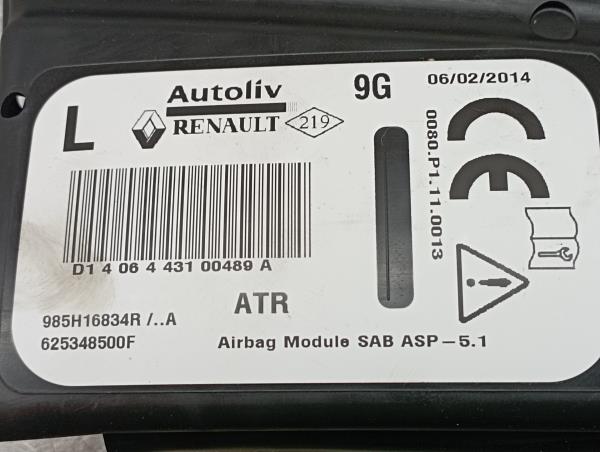 L
Autoliv
RENAULT
219
9G
06/02/2014
CE
0080.P1.11.0013
D1 4 06 4 431 00489 A
ATR
985H16834R /..A
625348500F
Airbag Module SAB ASP-5.1